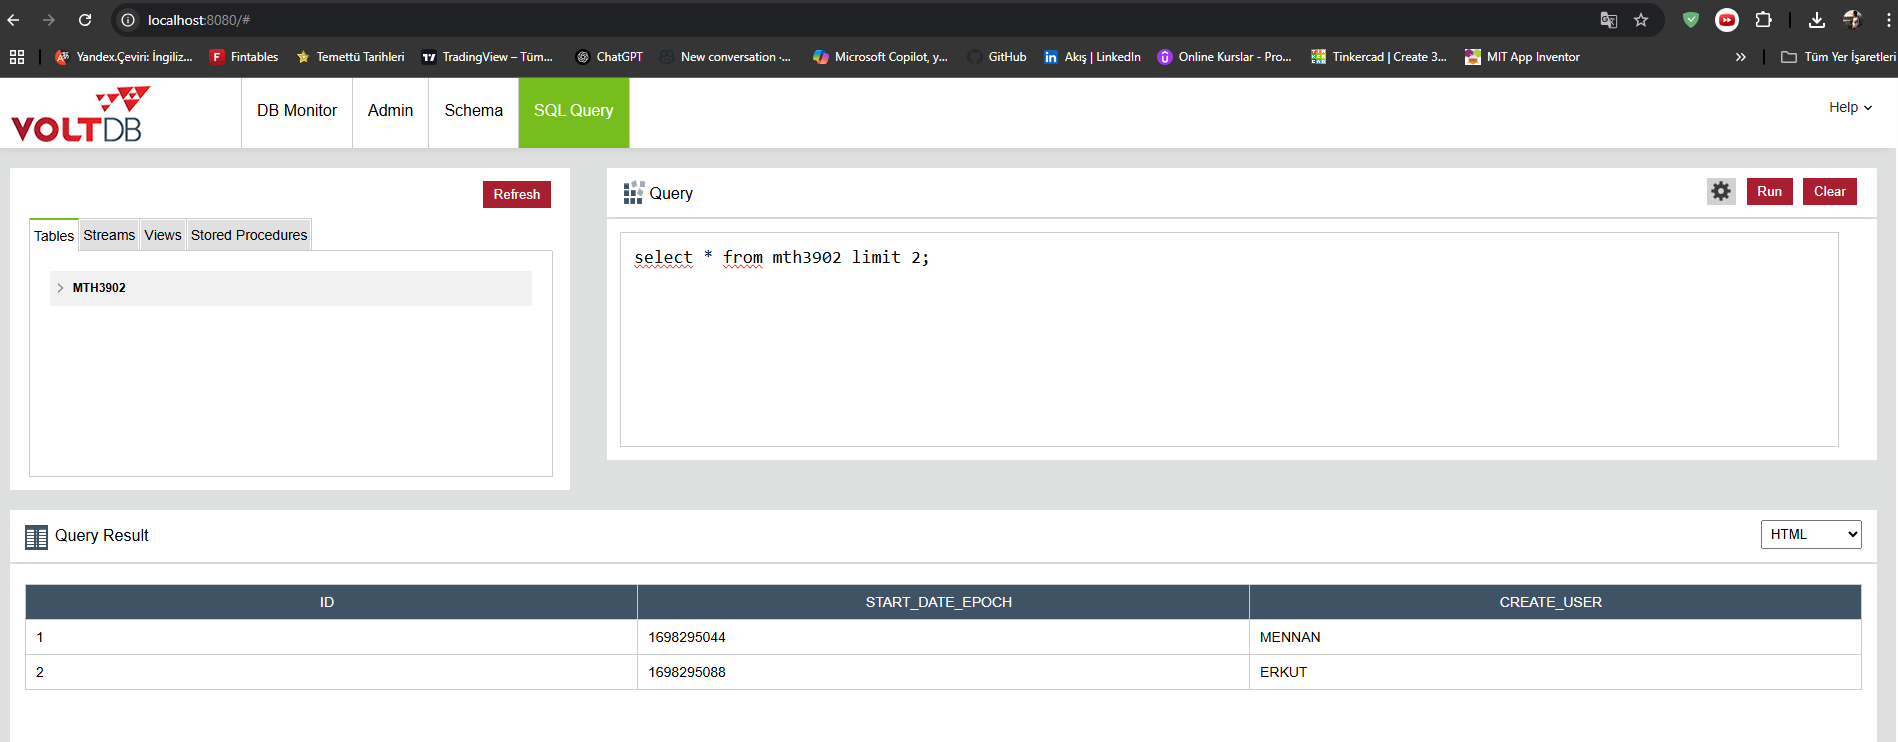 localhost:8080/#
Yandex.Çeviri: İngiliz...
Fintables
Temettü Tarihleri
TradingView – Tüm...
ChatGPT
New conversation ·...
Microsoft Copilot, y...
GitHub
Akış | LinkedIn
Online Kurslar - Pro...
Tinkercad | Create 3...
MIT App Inventor
»
Tüm Yer İşaretleri
VOLTDB
DB Monitor
Admin
Schema
SQL Query
Help
Refresh
Tables
Streams
Views
Stored Procedures
MTH3902
Query
Run
Clear
select * from mth3902 limit 2;
Query Result
HTML
ID START_DATE_EPOCH CREATE_USER
1 1698295044 MENNAN
2 1698295088 ERKUT